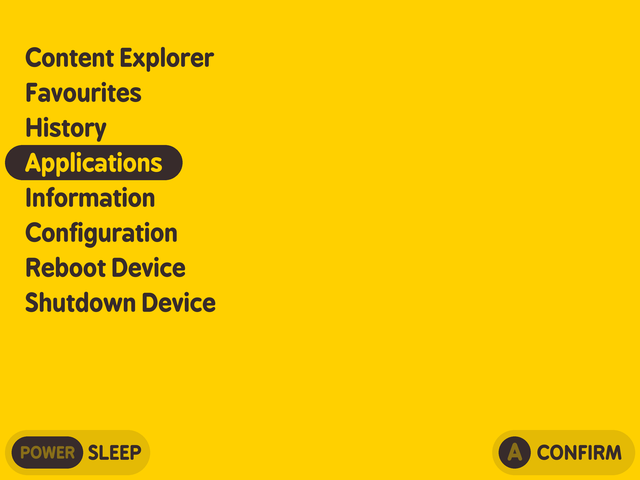 Content Explorer
Favourites
History
Applications
Information
Configuration
Reboot Device
Shutdown Device
POWER SLEEP
A CONFIRM